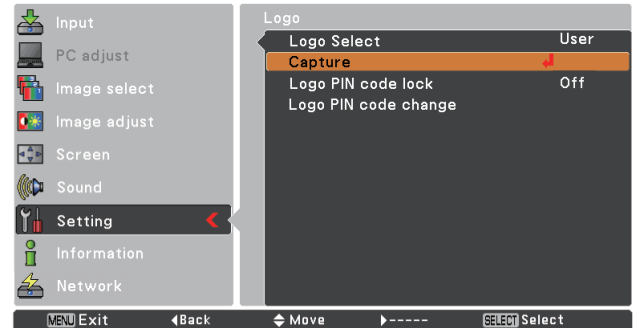 Input
PC adjust
Image select
Image adjust
Screen
Sound
Setting
Information
Network
Logo
Logo Select User
Capture
Logo PIN code lock Off
Logo PIN code change
MENU Exit Back Move ----- SELECT Select